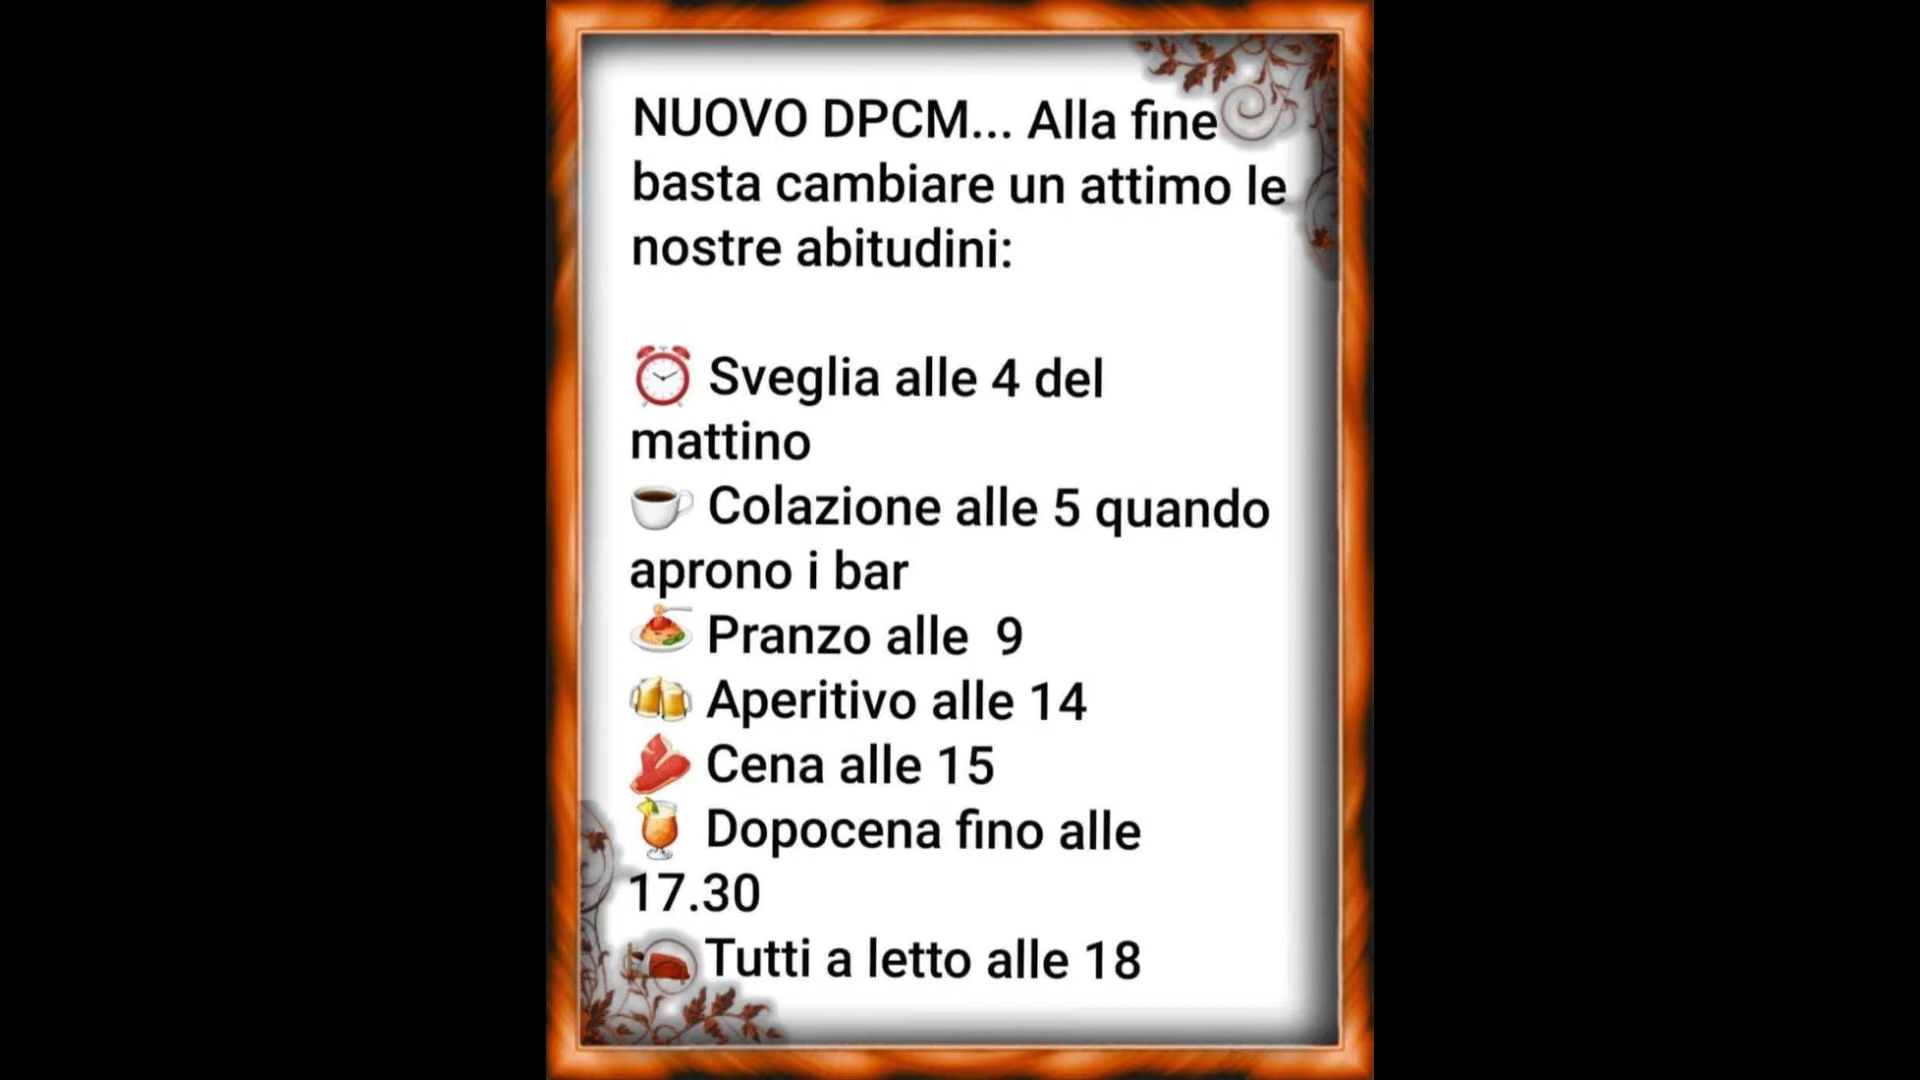 NUOVO DPCM... Alla fine
basta cambiare un attimo le
nostre abitudini:
⏰ Sveglia alle 4 del
mattino
☕ Colazione alle 5 quando
aprono i bar
🍝 Pranzo alle 9
🍻 Aperitivo alle 14
🥩 Cena alle 15
🍹 Dopocena fino alle
17.30
🛌 Tutti a letto alle 18